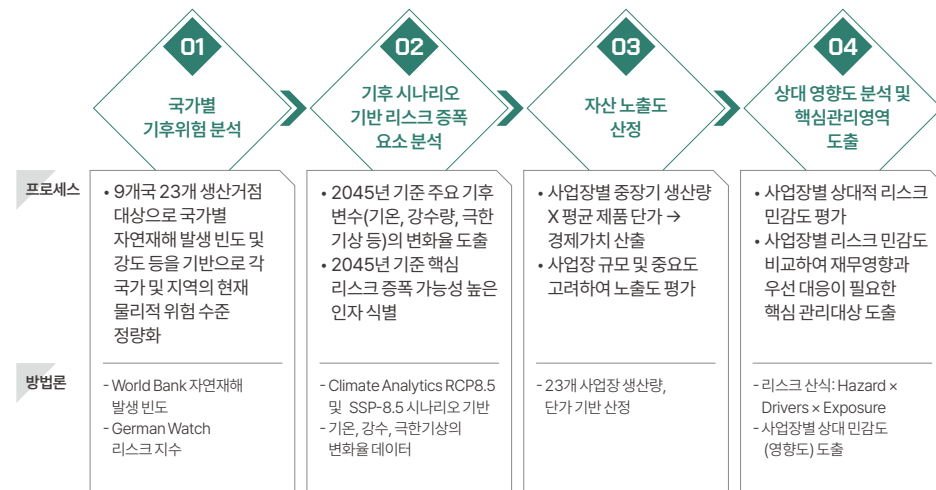 01
국가별
기후위험 분석
02
기후 시나리오
기반 리스크 증폭
요소 분석
03
자산 노출도
산정
04
상대 영향도 분석 및
핵심관리영역
도출
프로세스
• 9개국 23개 생산거점
대상으로 국가별
자연재해 발생 빈도 및
강도 등을 기반으로 각
국가 및 지역의 현재
물리적 위험 수준
정량화
• 2045년 기준 주요 기후
변수(기온, 강수량, 극한
기상 등)의 변화율 도출
• 2045년 기준 핵심
리스크 증폭 가능성 높은
인자 식별
• 사업장별 중장기 생산량
X 평균 제품 단가 →
경제가치 산출
• 사업장 규모 및 중요도
고려하여 노출도 평가
• 사업장별 상대적 리스크
민감도 평가
• 사업장별 리스크 민감도
비교하여 재무영향과
우선 대응이 필요한
핵심 관리대상 도출
방법론
- World Bank 자연재해
발생 빈도
- German Watch
리스크 지수
- Climate Analytics RCP8.5
및 SSP-8.5 시나리오 기반
- 기온, 강수, 극한기상의
변화율 데이터
- 23개 사업장 생산량,
단가 기반 산정
- 리스크 산식: Hazard ×
Drivers × Exposure
- 사업장별 상대 민감도
(영향도) 도출